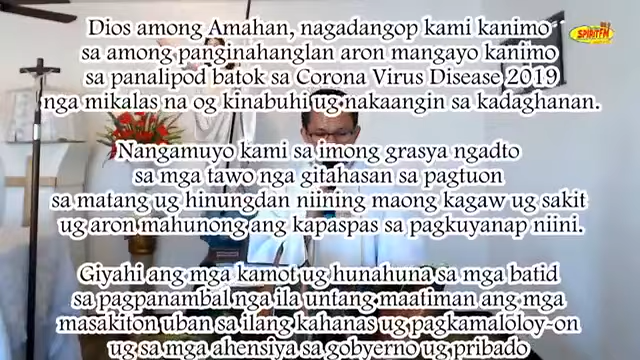 Dios among Amahan, nagadangop kami kanimo
sa among panginahanglan aron mangayo kanimo
sa panalipod batok sa Corona Virus Disease 2019
nga mikalas na og kinabuhi ug nakaangin sa kadaghanan.
Nangamuyo kami sa imong grasya ngadto
sa mga tawo nga gitahasan sa pagtuon
sa matang ug hinungdan niining maong kagaw ug sakit
ug aron mahunong ang kapaspas sa pagkuyanap niini.
Giyahi ang mga kamot ug hunahuna sa mga batid
sa pagpanambal nga ila untang maatiman ang mga
masakiton uban sa ilang kahanas ug pagkamaloloy-on
ug sa mga ahensiya sa gobyerno ug pribado
SPIRITFM